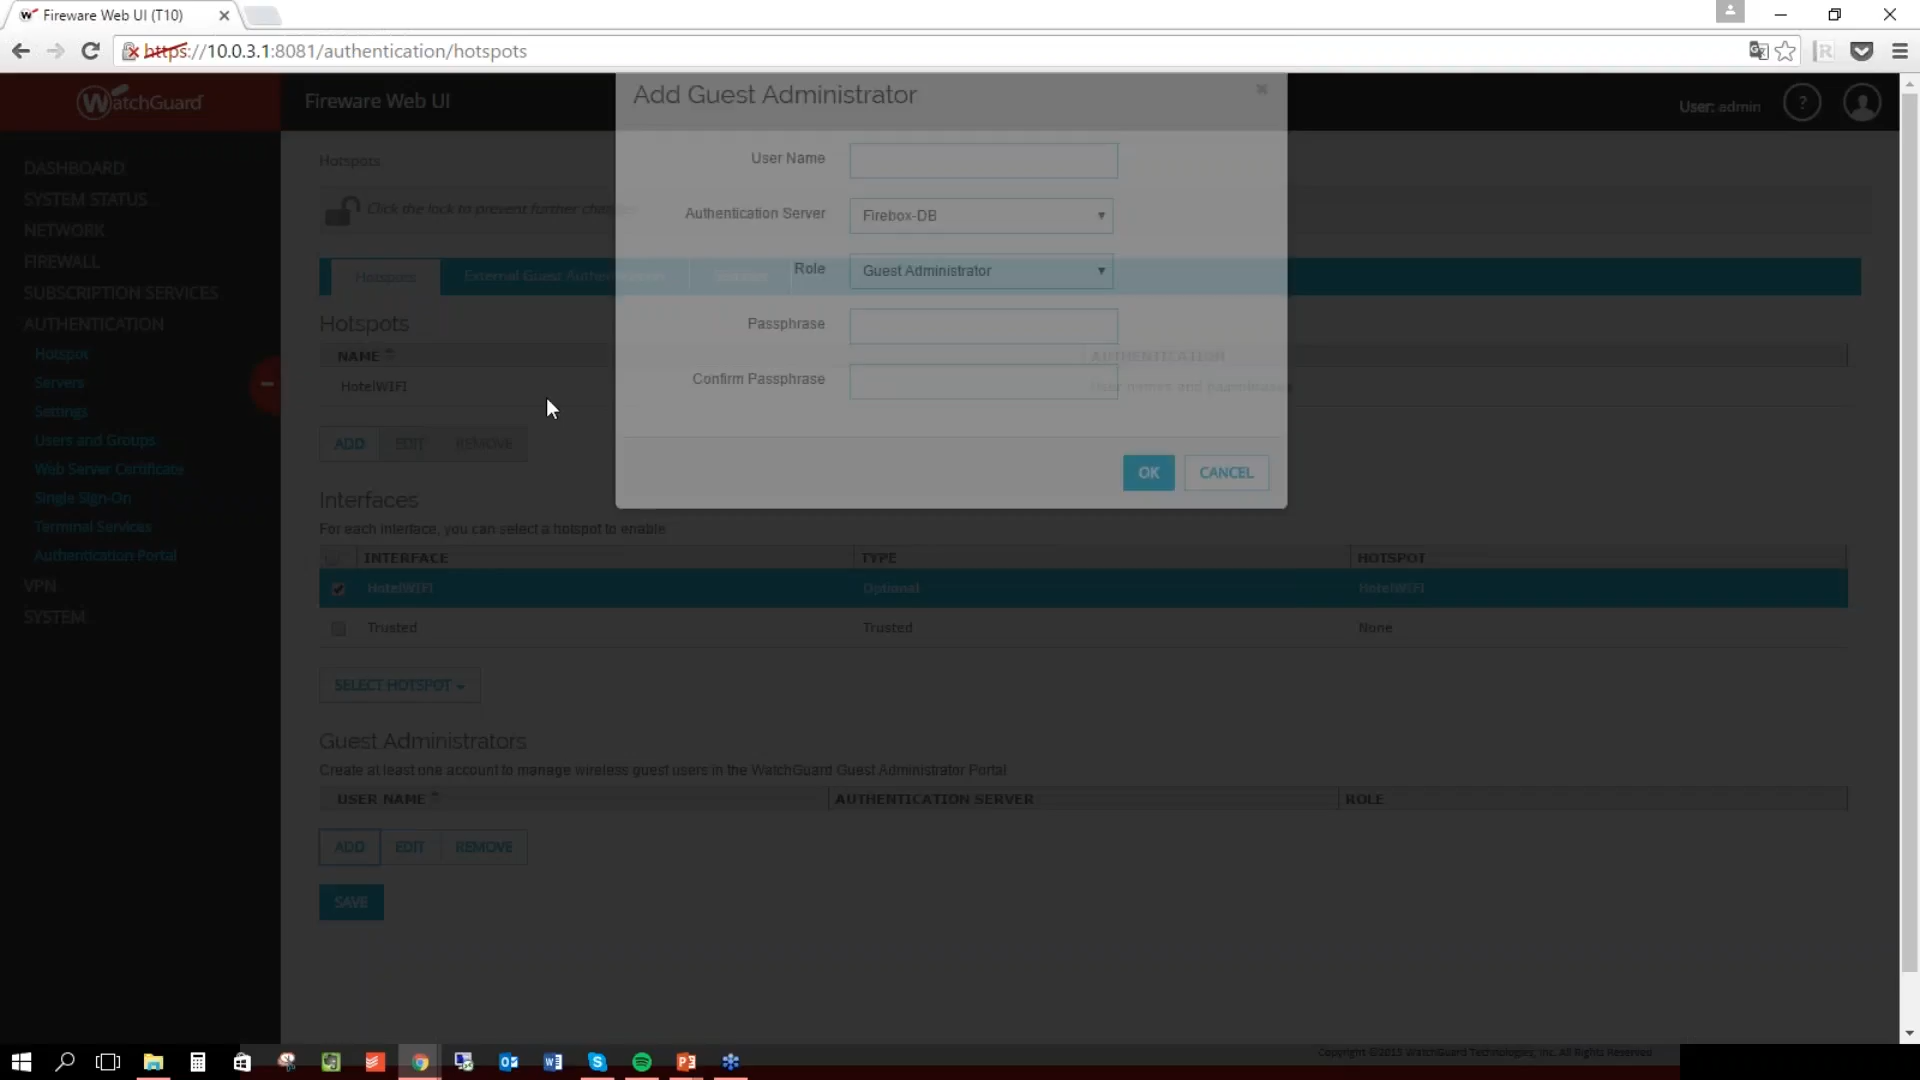 Fireware Web UI (T10)
https://10.0.3.1:8081/authentication/hotspots
WatchGuard
Fireware Web UI
User: admin
?
Add Guest Administrator
User Name
Authentication Server
Firebox-DB
Role
Guest Administrator
Passphrase
Confirm Passphrase
OK
CANCEL
DASHBOARD
SYSTEM STATUS
NETWORK
FIREWALL
SUBSCRIPTION SERVICES
AUTHENTICATION
Hotspot
Servers
Settings
Users and Groups
Web Server Certificate
Single Sign-On
Terminal Services
Authentication Portal
VPN
SYSTEM
Hotspots
Click the lock to prevent further changes
Hotspots
External Guest Authentication
Hotspots
NAME
AUTHENTICATION
HotelWIFI
User names and passphrases
ADD
EDIT
REMOVE
Interfaces
For each interface, you can select a hotspot to enable
INTERFACE
TYPE
HOTSPOT
HotelWIFI
Optional
HotelWIFI
Trusted
Trusted
None
SELECT HOTSPOT
Guest Administrators
Create at least one account to manage wireless guest users in the WatchGuard Guest Administrator Portal
USER NAME
AUTHENTICATION SERVER
ROLE
ADD
EDIT
REMOVE
SAVE
Copyright ©2015 WatchGuard Technologies, Inc. All Rights Reserved